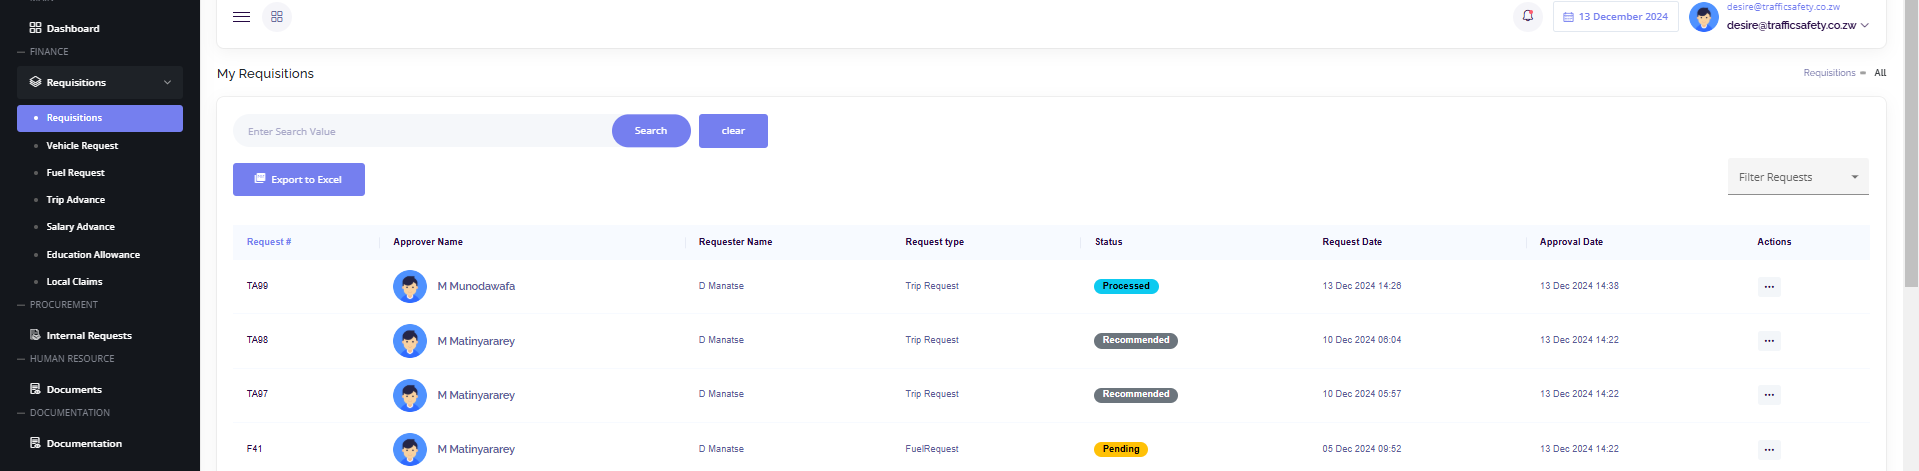 Dashboard
FINANCE
Requisitions
Requisitions
Vehicle Request
Fuel Request
Trip Advance
Salary Advance
Education Allowance
Local Claims
PROCUREMENT
Internal Requests
HUMAN RESOURCE
Documents
DOCUMENTATION
Documentation
13 December 2024
desire@trafficsafety.co.zw
desire@trafficsafety.co.zw
My Requisitions
Requisitions All
Enter Search Value Search clear
Export to Excel
Filter Requests
Request # Approver Name Requester Name Request type Status Request Date Approval Date Actions
TA99 M Munodawafa D Manatse Trip Request Processed 13 Dec 2024 14:26 13 Dec 2024 14:38
TA98 M Matinyararey D Manatse Trip Request Recommended 10 Dec 2024 06:04 13 Dec 2024 14:22
TA97 M Matinyararey D Manatse Trip Request Recommended 10 Dec 2024 05:57 13 Dec 2024 14:22
F41 M Matinyararey D Manatse FuelRequest Pending 05 Dec 2024 09:52 13 Dec 2024 14:22